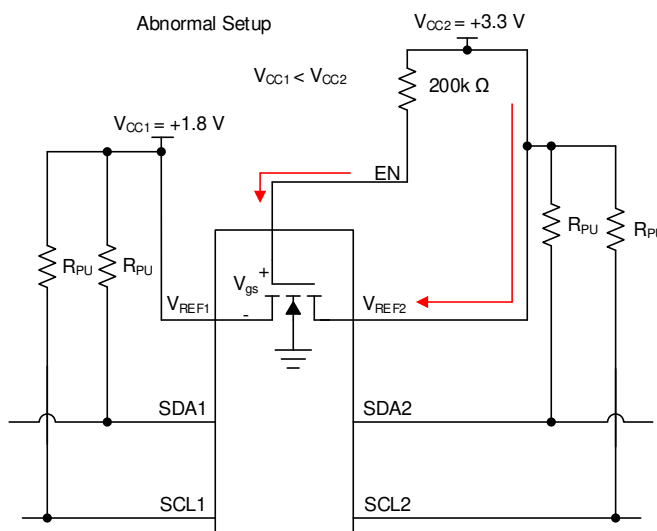 Abnormal Setup
VCC2 = +3.3 V
VCC1 < VCC2
200k Ω
VCC1 = +1.8 V
EN
RPU
RPU
RPU
RPU
Vgs
+
-
VREF1
VREF2
SDA1
SDA2
SCL1
SCL2